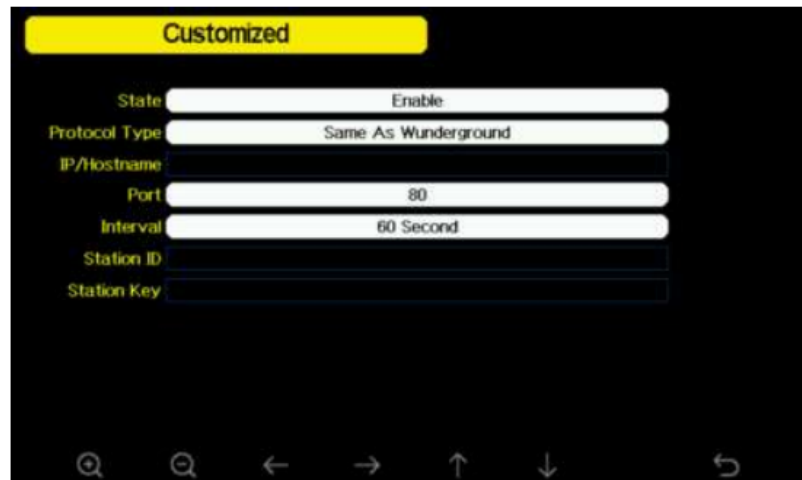 Customized
State Enable
Protocol Type Same As Wunderground
IP/Hostname
Port 80
Interval 60 Second
Station ID
Station Key